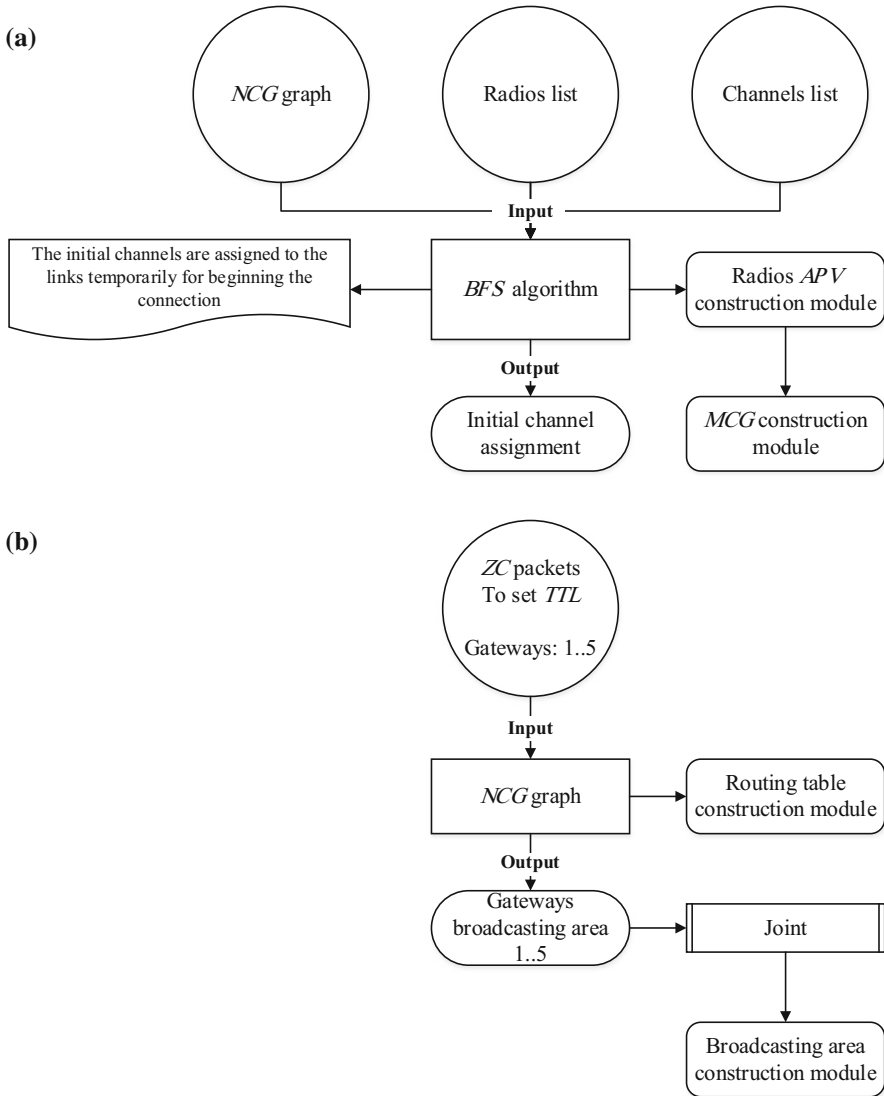 (a)
NCG graph
Radios list
Channels list
Input
The initial channels are assigned to the
links temporarily for beginning the
connection
BFS algorithm
Radios APV
construction module
Output
Initial channel
assignment
MCG construction
module
(b)
ZC packets
To set TTL
Gateways: 1..5
Input
NCG graph
Routing table
construction module
Output
Gateways
broadcasting area
1..5
Joint
Broadcasting area
construction module